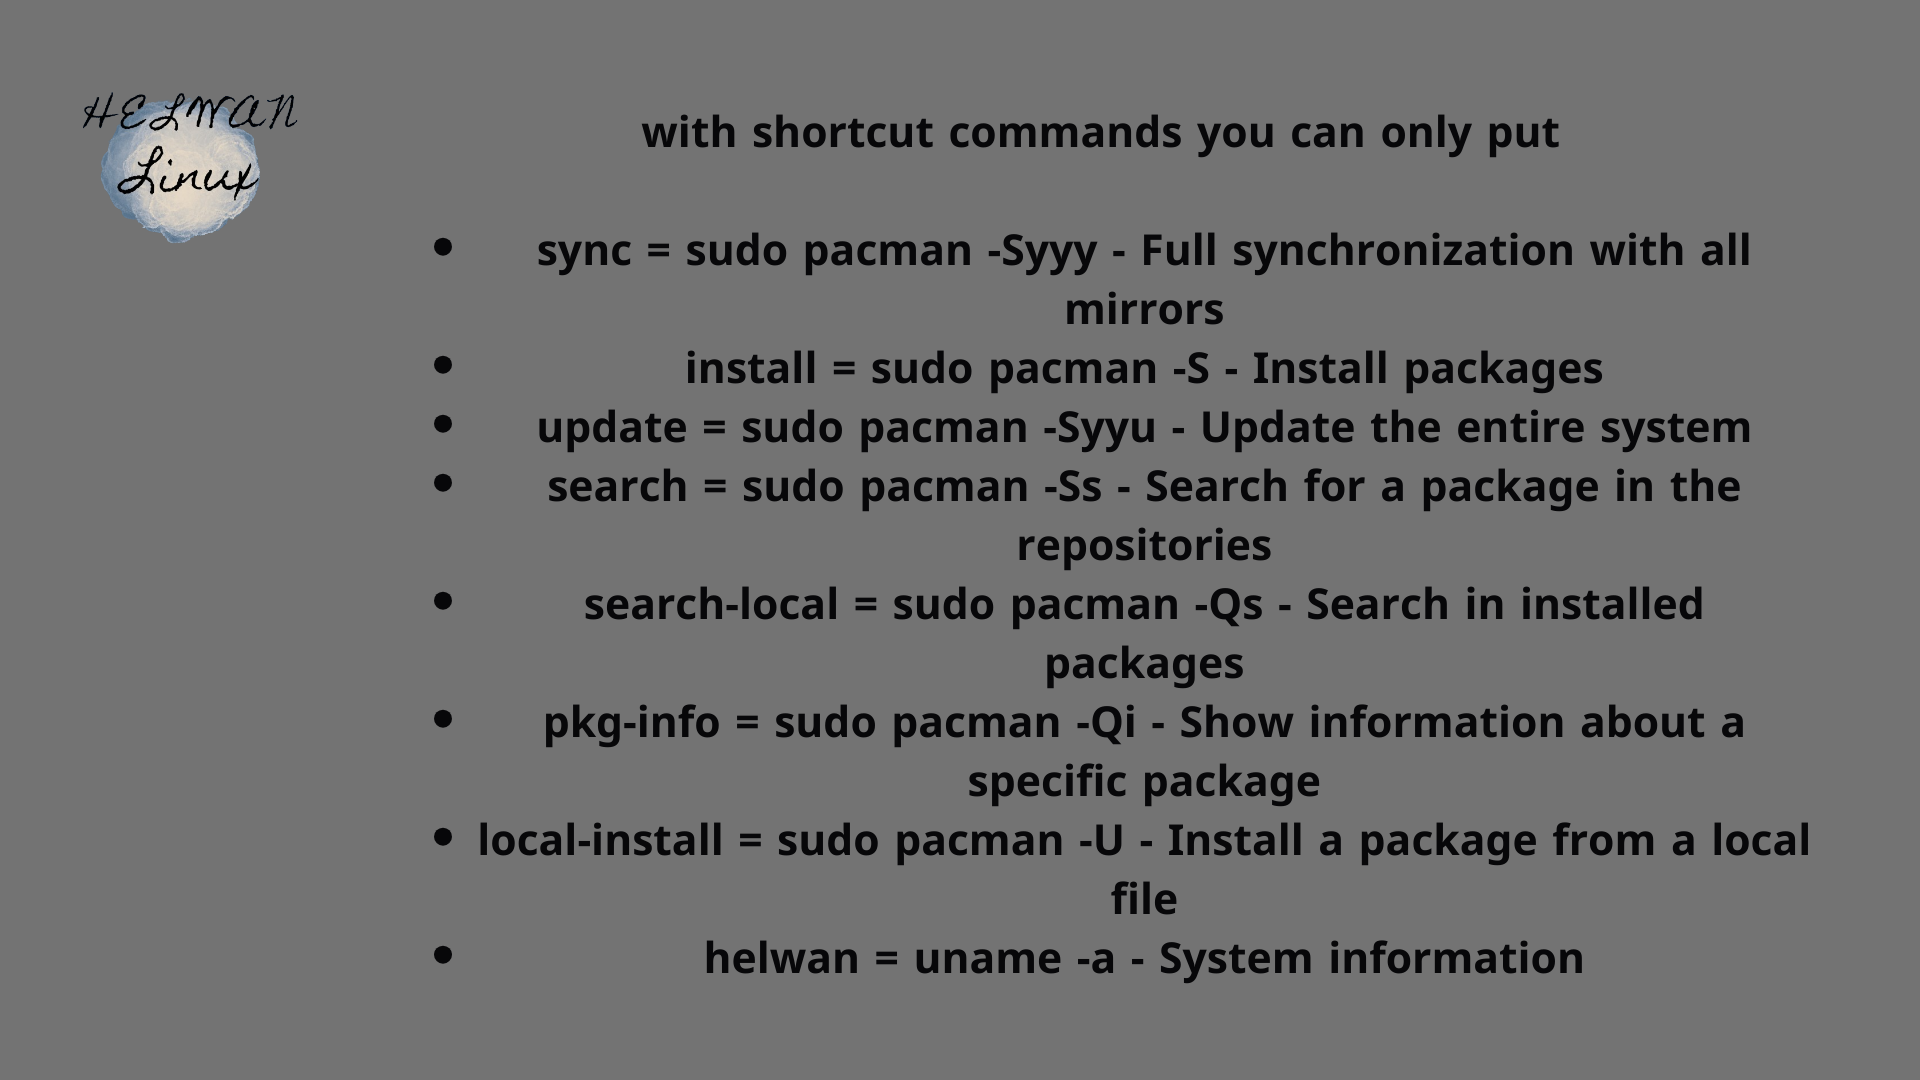 HELWAN
Linux
with shortcut commands you can only put
• sync = sudo pacman -Syyy - Full synchronization with all
mirrors
• install = sudo pacman -S - Install packages
• update = sudo pacman -Syyu - Update the entire system
• search = sudo pacman -Ss - Search for a package in the
repositories
• search-local = sudo pacman -Qs - Search in installed
packages
• pkg-info = sudo pacman -Qi - Show information about a
specific package
• local-install = sudo pacman -U - Install a package from a local
file
• helwan = uname -a - System information